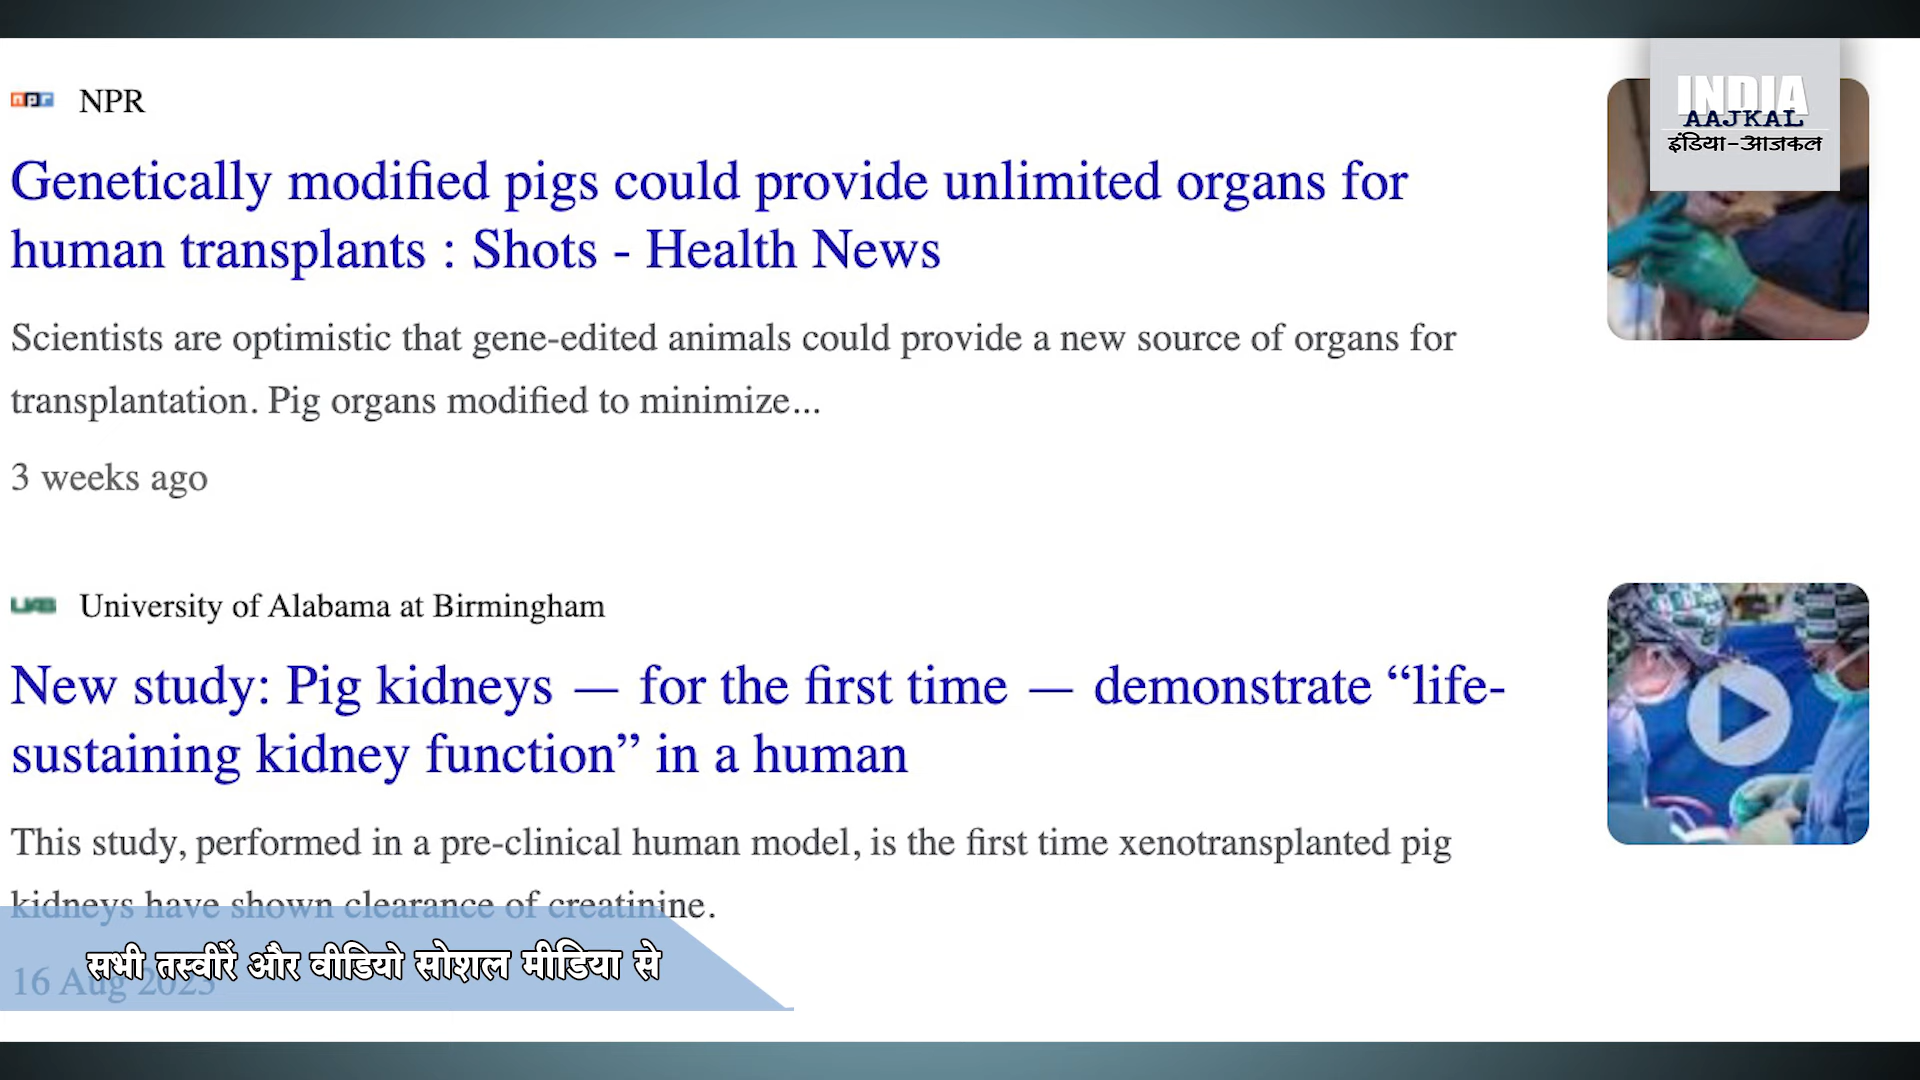 npr NPR
Genetically modified pigs could provide unlimited organs for
human transplants : Shots - Health News
Scientists are optimistic that gene-edited animals could provide a new source of organs for
transplantation. Pig organs modified to minimize...
3 weeks ago
INDIA
AAJKAL
इंडिया-आजकल
UAB University of Alabama at Birmingham
New study: Pig kidneys — for the first time — demonstrate “life-
sustaining kidney function” in a human
This study, performed in a pre-clinical human model, is the first time xenotransplanted pig
kidneys have shown clearance of creatinine.
सभी तस्वीरें और वीडियो सोशल मीडिया से
16 Aug 2023